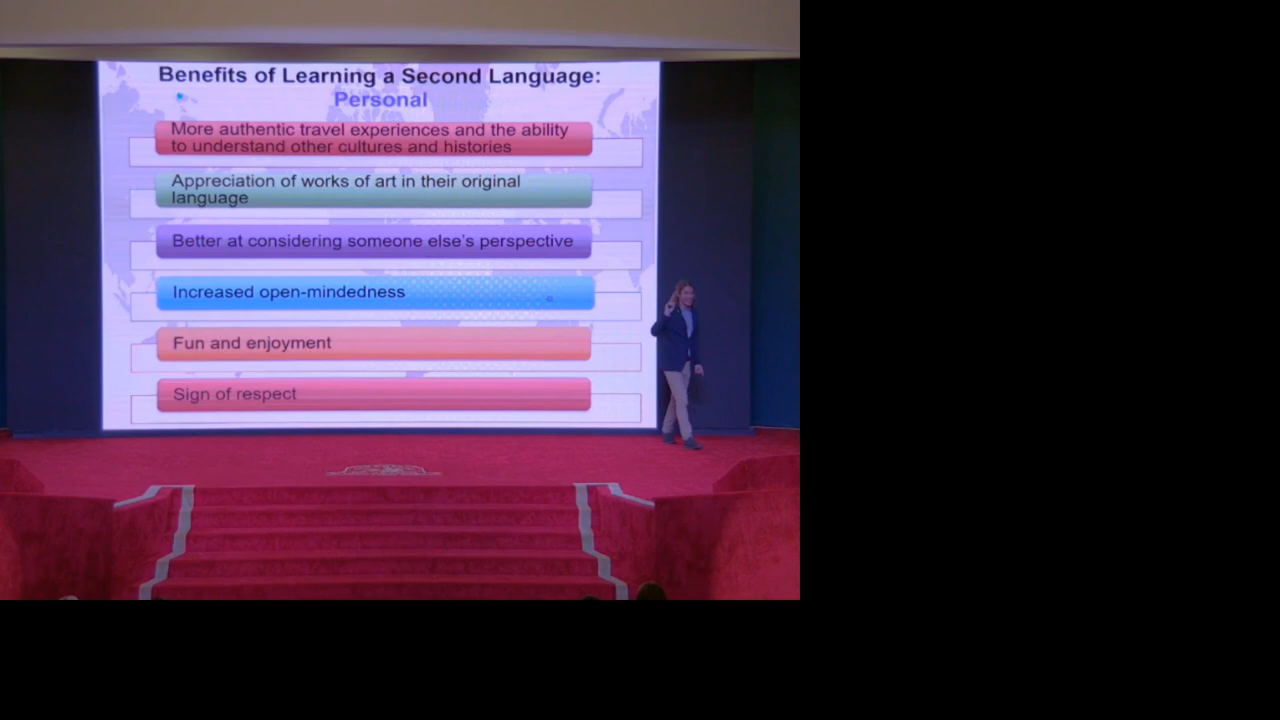 Benefits of Learning a Second Language:
Personal
More authentic travel experiences and the ability
to understand other cultures and histories
Appreciation of works of art in their original
language
Better at considering someone else's perspective
Increased open-mindedness
Fun and enjoyment
Sign of respect